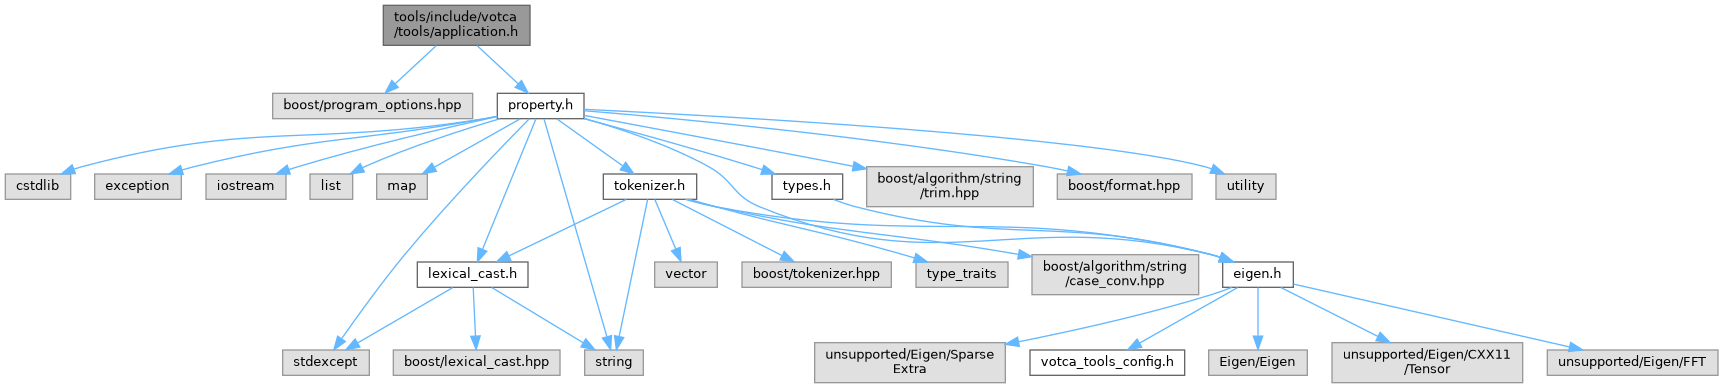 tools/include/votca
/tools/application.h
boost/program_options.hpp
property.h
cstdlib
exception
iostream
list
map
tokenizer.h
types.h
boost/algorithm/string
/trim.hpp
boost/format.hpp
utility
lexical_cast.h
vector
boost/tokenizer.hpp
type_traits
boost/algorithm/string
/case_conv.hpp
eigen.h
stdexcept
boost/lexical_cast.hpp
string
unsupported/Eigen/Sparse
Extra
votca_tools_config.h
Eigen/Eigen
unsupported/Eigen/CXX11
/Tensor
unsupported/Eigen/FFT